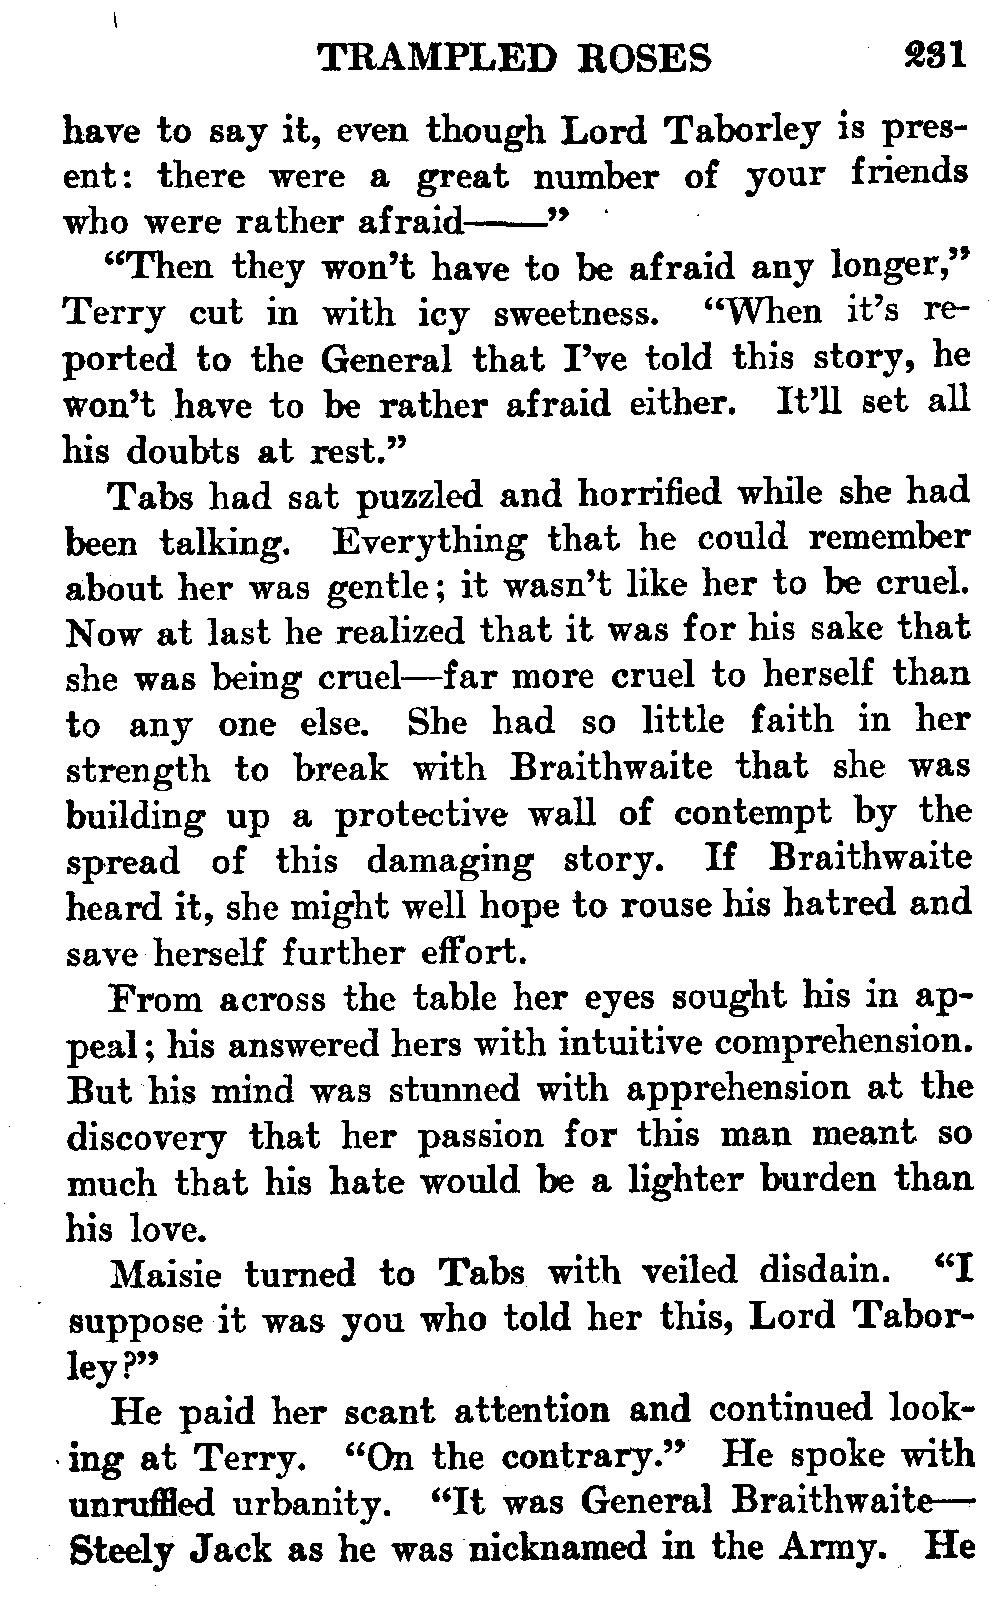 TRAMPLED ROSES 231
have to say it, even though Lord Taborley is pres-
ent: there were a great number of your friends
who were rather afraid——"
"Then they won't have to be afraid any longer,"
Terry cut in with icy sweetness. "When it's re-
ported to the General that I've told this story, he
won't have to be rather afraid either. It'll set all
his doubts at rest."
Tabs had sat puzzled and horrified while she had
been talking. Everything that he could remember
about her was gentle; it wasn't like her to be cruel.
Now at last he realized that it was for his sake that
she was being cruel—far more cruel to herself than
to any one else. She had so little faith in her
strength to break with Braithwaite that she was
building up a protective wall of contempt by the
spread of this damaging story. If Braithwaite
heard it, she might well hope to rouse his hatred and
save herself further effort.
From across the table her eyes sought his in ap-
peal; his answered hers with intuitive comprehension.
But his mind was stunned with apprehension at the
discovery that her passion for this man meant so
much that his hate would be a lighter burden than
his love.
Maisie turned to Tabs with veiled disdain. "I
suppose it was you who told her this, Lord Tabor-
ley?"
He paid her scant attention and continued look-
ing at Terry. "On the contrary." He spoke with
unruffled urbanity. "It was General Braithwaite—
Steely Jack as he was nicknamed in the Army. He